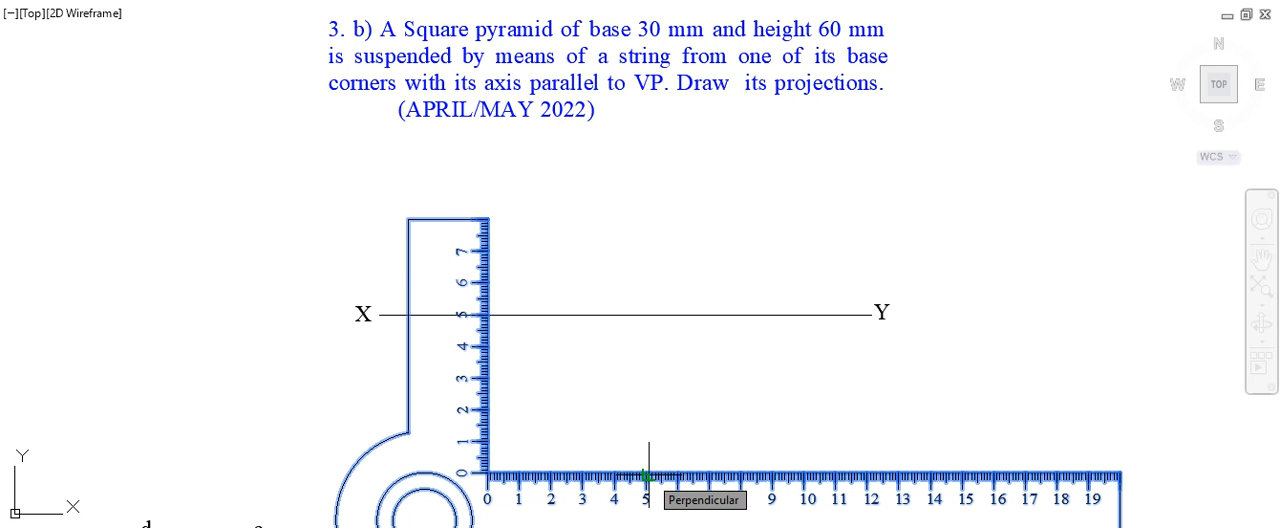 [−][Top][2D Wireframe]
3. b) A Square pyramid of base 30 mm and height 60 mm
is suspended by means of a string from one of its base
corners with its axis parallel to VP. Draw its projections.
(APRIL/MAY 2022)
N
W TOP E
S
WCS
7
6
X 5 Y
4
3
2
1
0
0 1 2 3 4 5 9 10 11 12 13 14 15 16 17 18 19
Perpendicular
Y
X